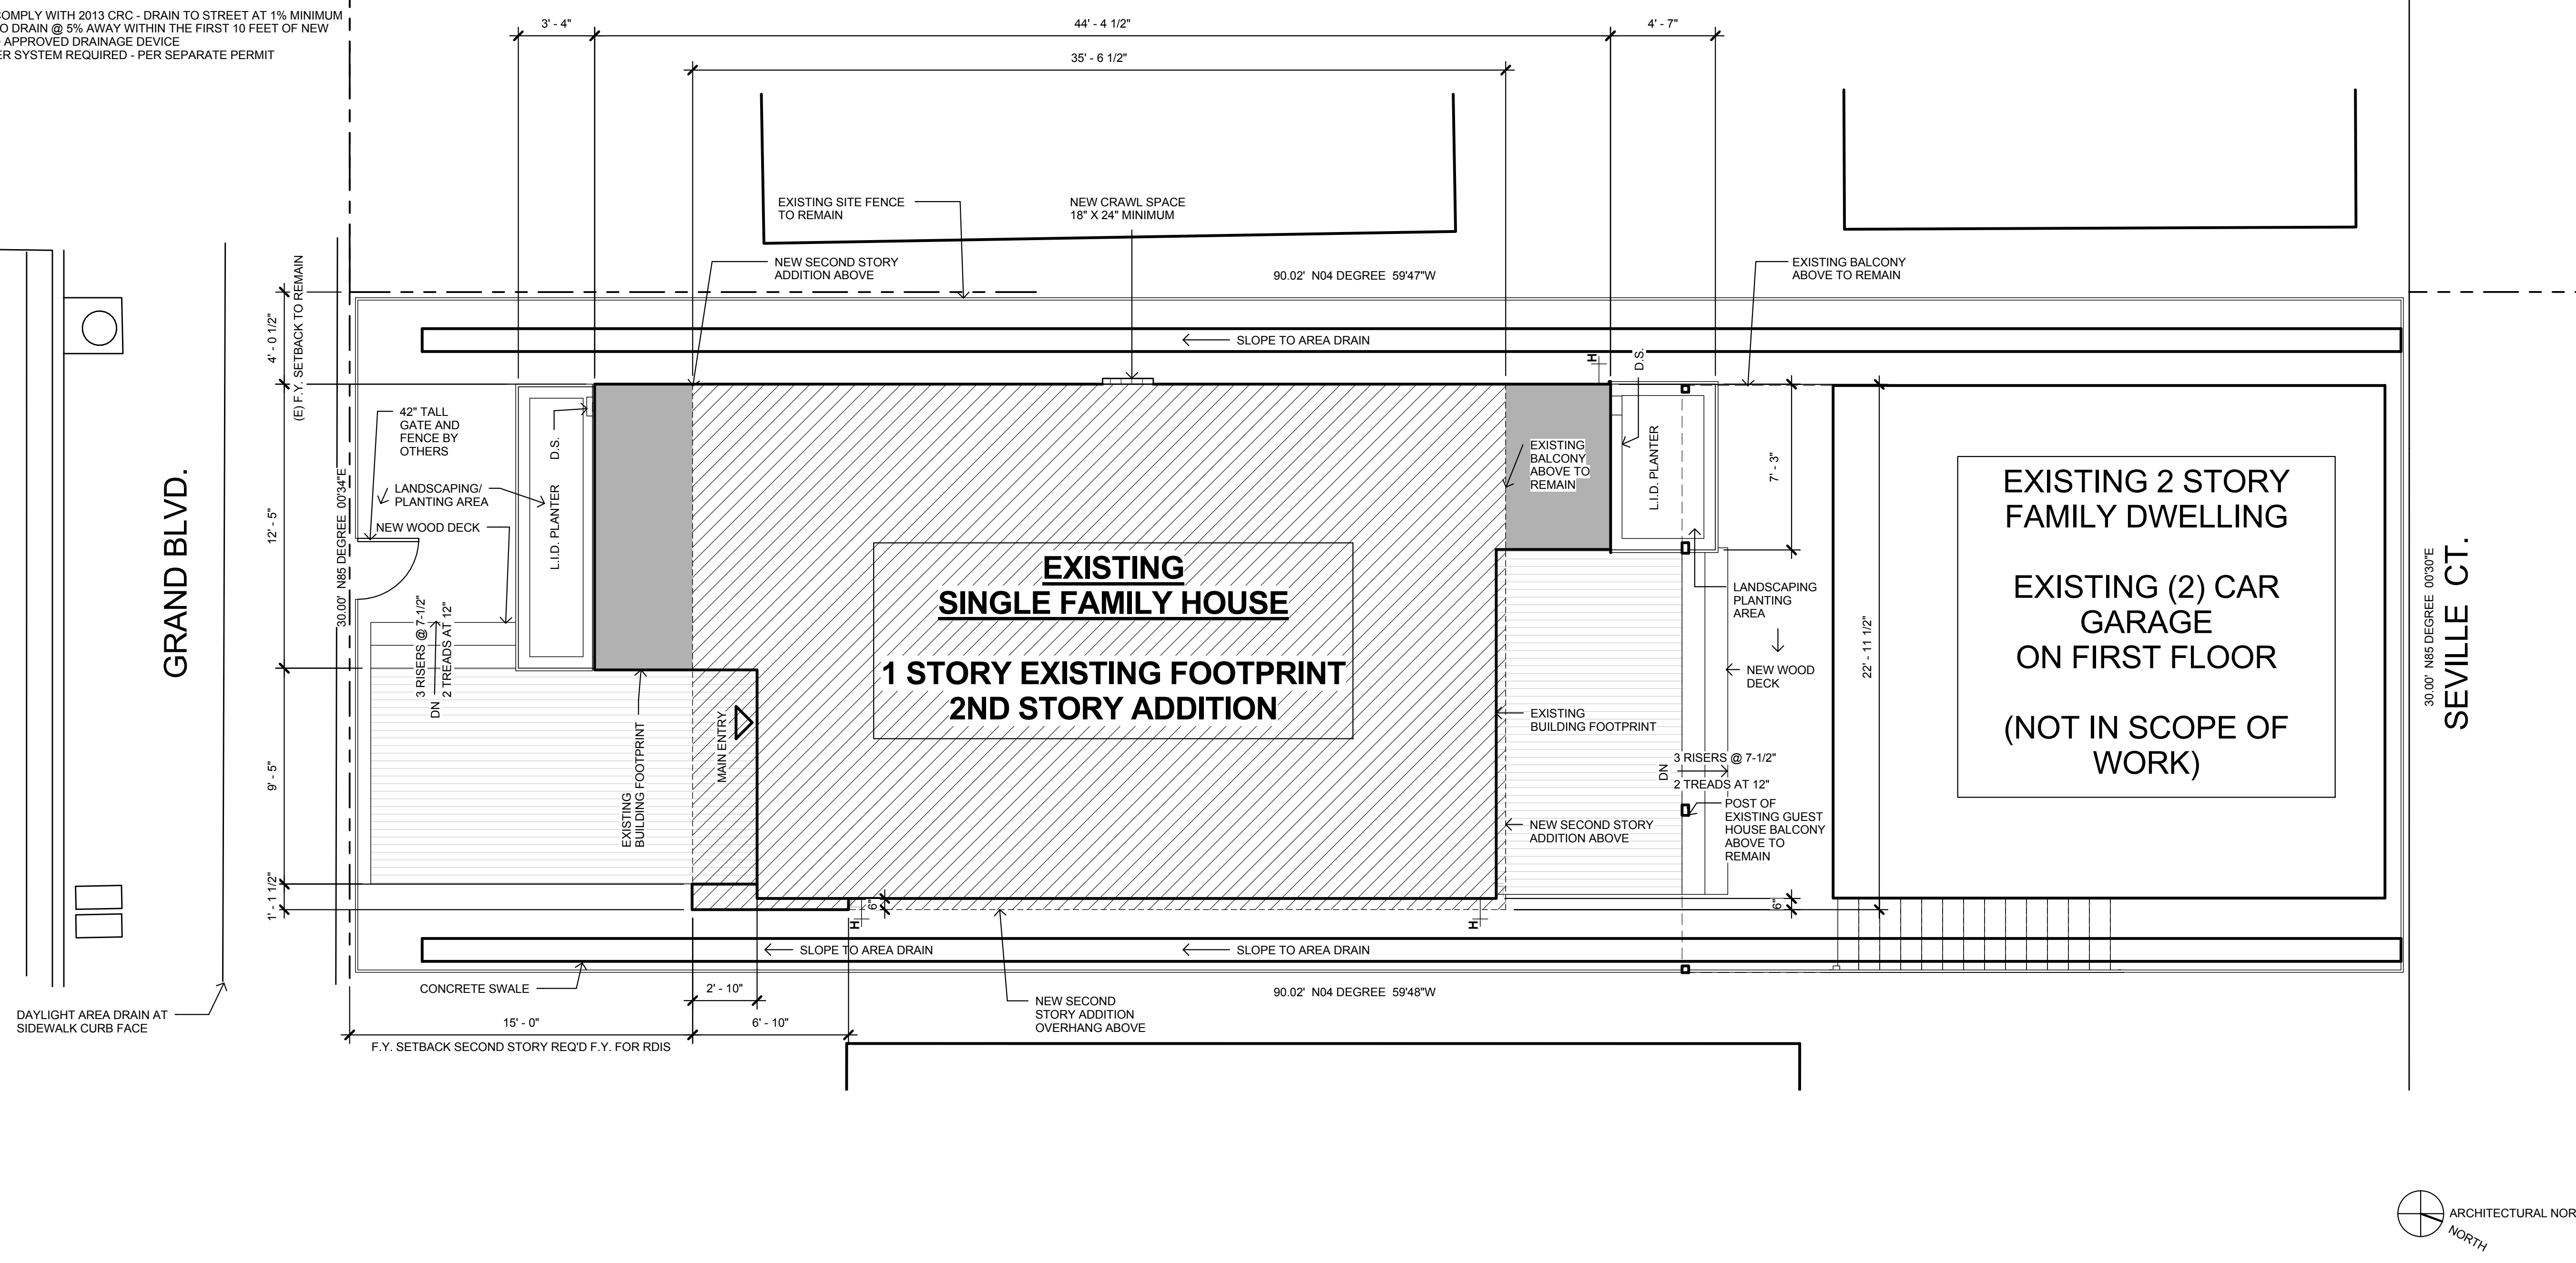 COMPLY WITH 2013 CRC - DRAIN TO STREET AT 1% MINIMUM
O DRAIN @ 5% AWAY WITHIN THE FIRST 10 FEET OF NEW
APPROVED DRAINAGE DEVICE
ER SYSTEM REQUIRED - PER SEPARATE PERMIT
3' - 4"
44' - 4 1/2"
4' - 7"
35' - 6 1/2"
EXISTING SITE FENCE
TO REMAIN
NEW CRAWL SPACE
18" X 24" MINIMUM
NEW SECOND STORY
ADDITION ABOVE
90.02'  N04 DEGREE  59'47"W
EXISTING BALCONY
ABOVE TO REMAIN
4' - 0 1/2"
(E) F.Y. SETBACK TO REMAIN
SLOPE TO AREA DRAIN
H
D.S.
42" TALL
GATE AND
FENCE BY
OTHERS
D.S.
L.I.D. PLANTER
LANDSCAPING/
PLANTING AREA
NEW WOOD DECK
12' - 5"
30.00'  N85 DEGREE  00'34"E
GRAND BLVD.
EXISTING
BALCONY
ABOVE TO
REMAIN
L.I.D. PLANTER
7' - 3"
EXISTING 2 STORY
FAMILY DWELLING
EXISTING (2) CAR
GARAGE
ON FIRST FLOOR
(NOT IN SCOPE OF
WORK)
30.00'  N85 DEGREE  00'30"E
SEVILLE  CT.
EXISTING
SINGLE FAMILY HOUSE
1 STORY EXISTING FOOTPRINT
2ND STORY ADDITION
LANDSCAPING
PLANTING
AREA
22' - 11 1/2"
3 RISERS @ 7-1/2"
2 TREADS AT 12"
DN
NEW WOOD
DECK
EXISTING
BUILDING FOOTPRINT
MAIN ENTRY
EXISTING
BUILDING FOOTPRINT
3 RISERS @ 7-1/2"
DN
2 TREADS AT 12"
9' - 5"
POST OF
EXISTING GUEST
HOUSE BALCONY
ABOVE TO
REMAIN
NEW SECOND STORY
ADDITION ABOVE
1' - 1 1/2"
6"
6"
H
H
SLOPE TO AREA DRAIN
SLOPE TO AREA DRAIN
CONCRETE SWALE
2' - 10"
90.02'  N04 DEGREE  59'48"W
NEW SECOND
STORY ADDITION
OVERHANG ABOVE
DAYLIGHT AREA DRAIN AT
SIDEWALK CURB FACE
15' - 0"
6' - 10"
F.Y. SETBACK SECOND STORY REQ'D F.Y. FOR RDIS
ARCHITECTURAL NOR
NORTH